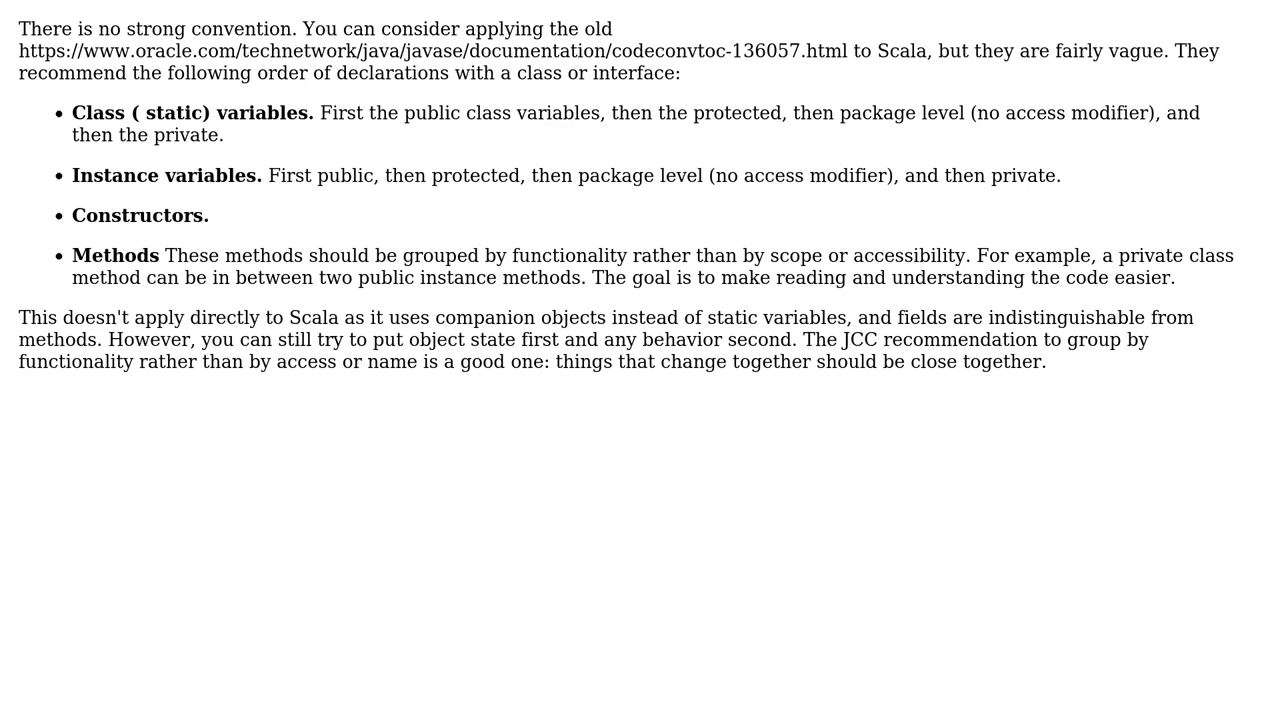 There is no strong convention. You can consider applying the old
https://www.oracle.com/technetwork/java/javase/documentation/codeconvtoc-136057.html to Scala, but they are fairly vague. They
recommend the following order of declarations with a class or interface:
• Class ( static) variables. First the public class variables, then the protected, then package level (no access modifier), and
then the private.
• Instance variables. First public, then protected, then package level (no access modifier), and then private.
• Constructors.
• Methods These methods should be grouped by functionality rather than by scope or accessibility. For example, a private class
method can be in between two public instance methods. The goal is to make reading and understanding the code easier.
This doesn't apply directly to Scala as it uses companion objects instead of static variables, and fields are indistinguishable from
methods. However, you can still try to put object state first and any behavior second. The JCC recommendation to group by
functionality rather than by access or name is a good one: things that change together should be close together.